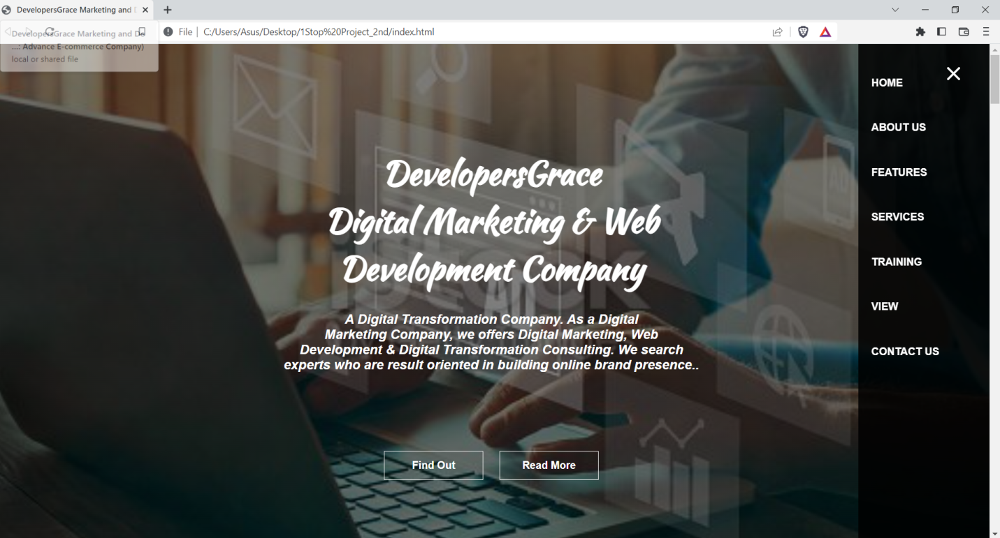 DevelopersGrace Marketing and D
File
C:/Users/Asus/Desktop/1Stop%20Project_2nd/index.html
DevelopersGrace Marketing and De
...: Advance E-commerce Company)
local or shared file
HOME
ABOUT US
FEATURES
SERVICES
TRAINING
VIEW
CONTACT US
DevelopersGrace
Digital Marketing & Web
Development Company
A Digital Transformation Company. As a Digital
Marketing Company, we offers Digital Marketing, Web
Development & Digital Transformation Consulting. We search
experts who are result oriented in building online brand presence..
Find Out
Read More
AD